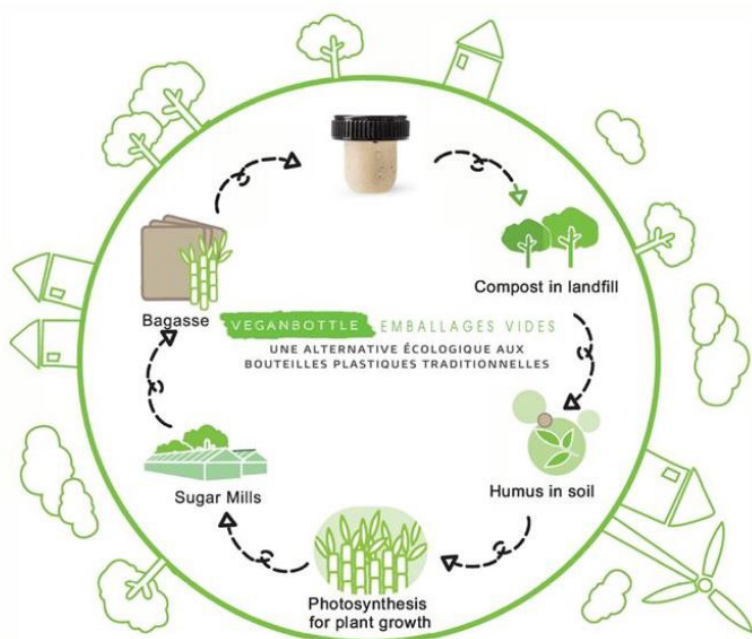 Compost in landfill
Bagasse
VEGANBOTTLE EMBALLAGES VIDES
UNE ALTERNATIVE ÉCOLOGIQUE AUX
BOUTEILLES PLASTIQUES TRADITIONNELLES
Sugar Mills
Humus in soil
Photosynthesis
for plant growth